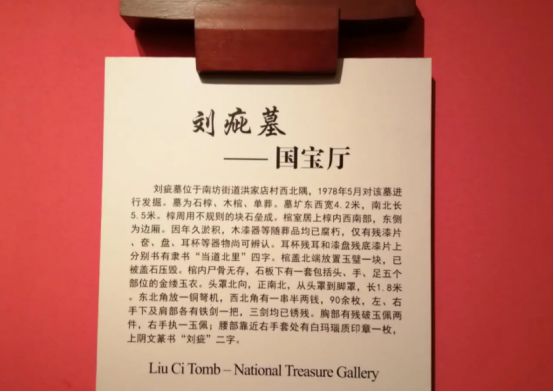 刘疵墓
——国宝厅
刘疵墓位于南坊街道洪家店村西北隅，1978年5月对该墓进
行发掘。墓为石椁、木棺、单葬。墓圹东西宽4.2米，南北长
5.5米。椁周用不规则的块石垒成。棺室居上椁内西南部，东侧
为边厢。因年久淤积，木漆器等随葬品均已腐朽，仅有残漆片
、奁、盘、耳杯等器物尚可辨认。耳杯残耳和漆盘残底漆片上
分别书有隶书“当道北里”四字。棺盖北端放置玉璧一块，已
被盖石压毁。棺内尸骨无存，石板下有一套包括头、手、足五个
部位的金缕玉衣。头罩北向，正南北，从头罩到脚罩，长1.8米
。东北角放一铜弩机，西北角有一串半两钱，90余枚，左、右
手下及肩部各有铁剑一把，三剑均已锈残。胸部有残破玉佩两
件，右手执一玉佩；腰部靠近右手套处有白玛瑙质印章一枚，
上阴文篆书“刘疵”二字。
Liu Ci Tomb – National Treasure Gallery